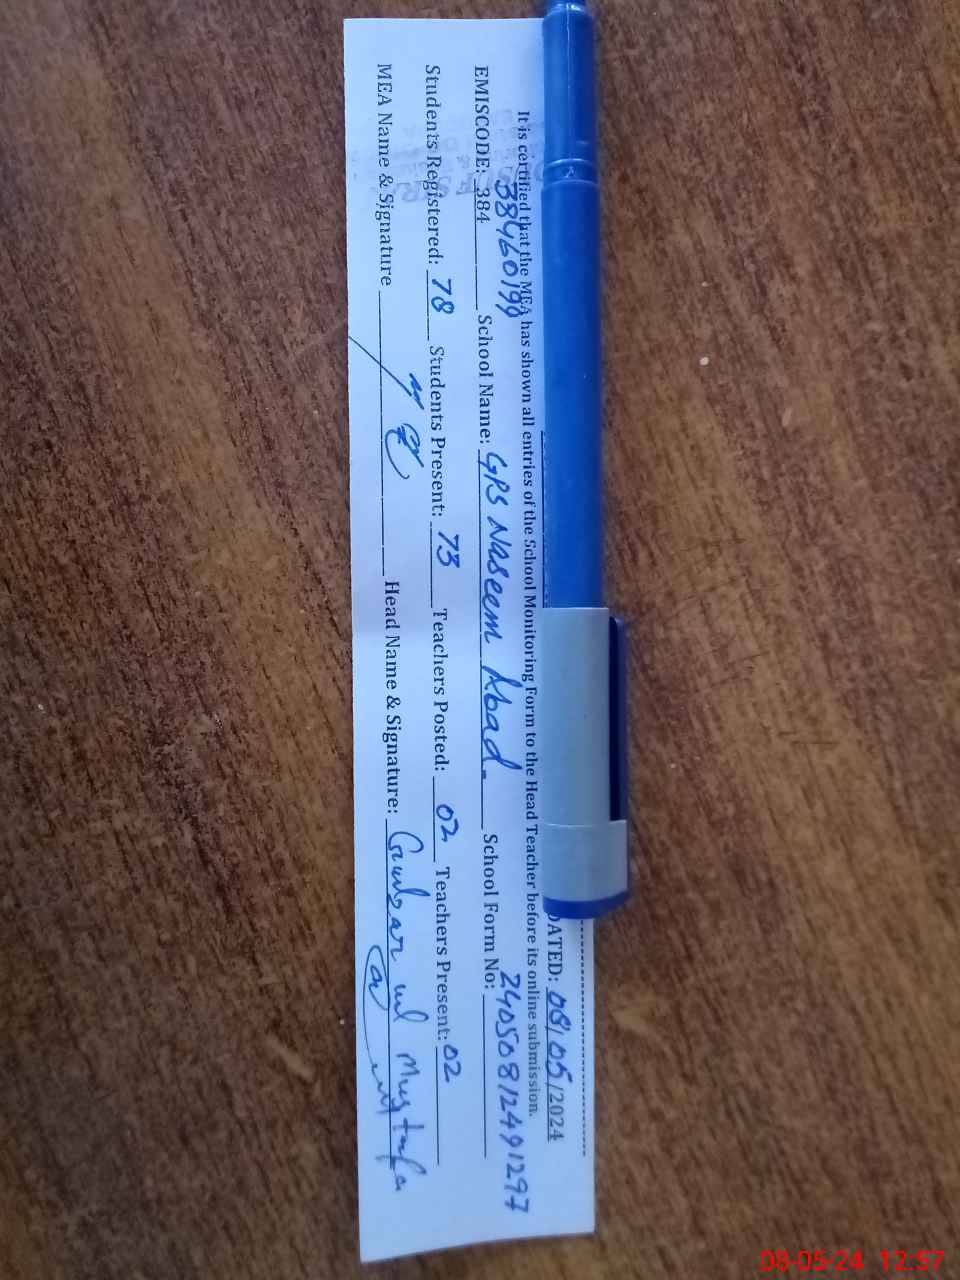 DATED: 08/05/2024
It is certified that the MEA has shown all entries of the School Monitoring Form to the Head Teacher before its online submission.
38460198 24050812491297
EMISCODE: 384 School Name: GPS Naseem Abad. School Form No:
Students Registered: 78 Students Present: 73 Teachers Posted: 02 Teachers Present: 02
MEA Name & Signature Head Name & Signature: Gulzar ul Mustafa
08-05-24 12:57